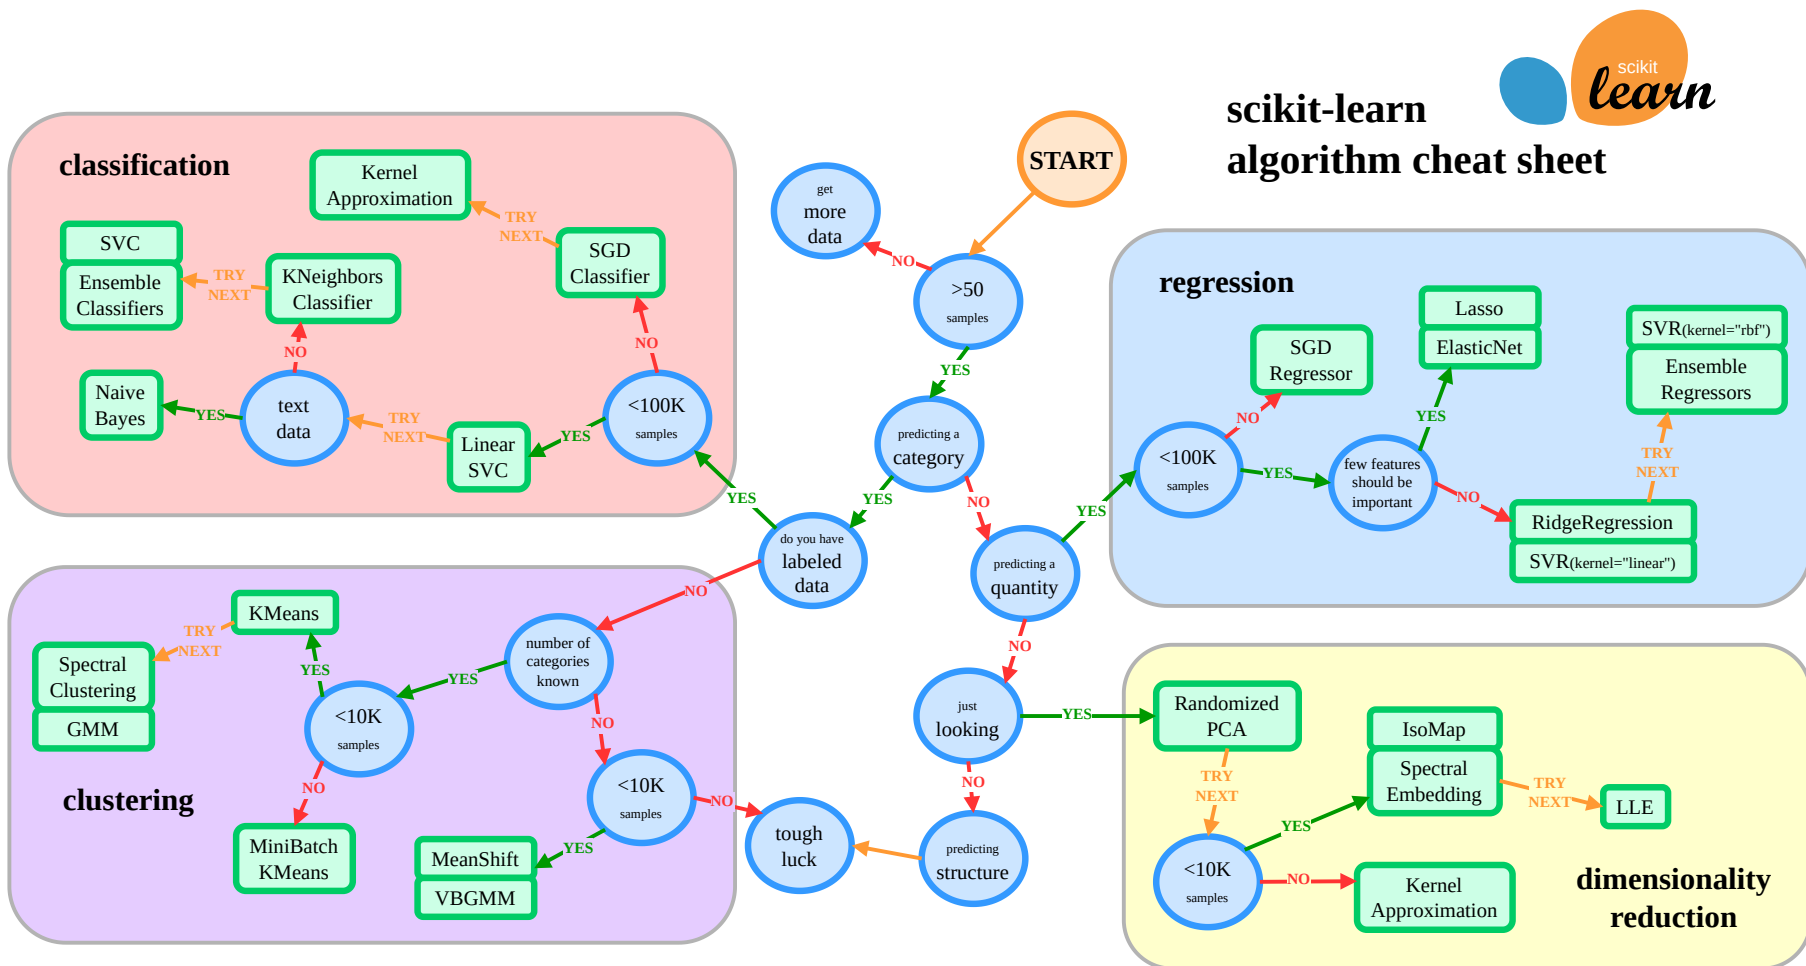 scikit
learn
scikit-learn
algorithm cheat sheet
START
get
more
data
NO
>50
samples
YES
predicting a
category
YES
NO
do you have
labeled
data
YES
NO
predicting a
quantity
YES
NO
just
looking
YES
NO
predicting
structure
tough
luck
classification
Kernel
Approximation
TRY
NEXT
SGD
Classifier
SVC
Ensemble
Classifiers
TRY
NEXT
KNeighbors
Classifier
NO
NO
Naive
Bayes
YES
text
data
TRY
NEXT
Linear
SVC
YES
<100K
samples
regression
SGD
Regressor
Lasso
ElasticNet
SVR(kernel="rbf")
Ensemble
Regressors
NO
YES
TRY
NEXT
<100K
samples
YES
few features
should be
important
NO
RidgeRegression
SVR(kernel="linear")
clustering
KMeans
TRY
NEXT
Spectral
Clustering
GMM
YES
<10K
samples
YES
number of
categories
known
NO
NO
MiniBatch
KMeans
<10K
samples
NO
YES
MeanShift
VBGMM
dimensionality
reduction
Randomized
PCA
TRY
NEXT
IsoMap
Spectral
Embedding
TRY
NEXT
LLE
YES
<10K
samples
NO
Kernel
Approximation